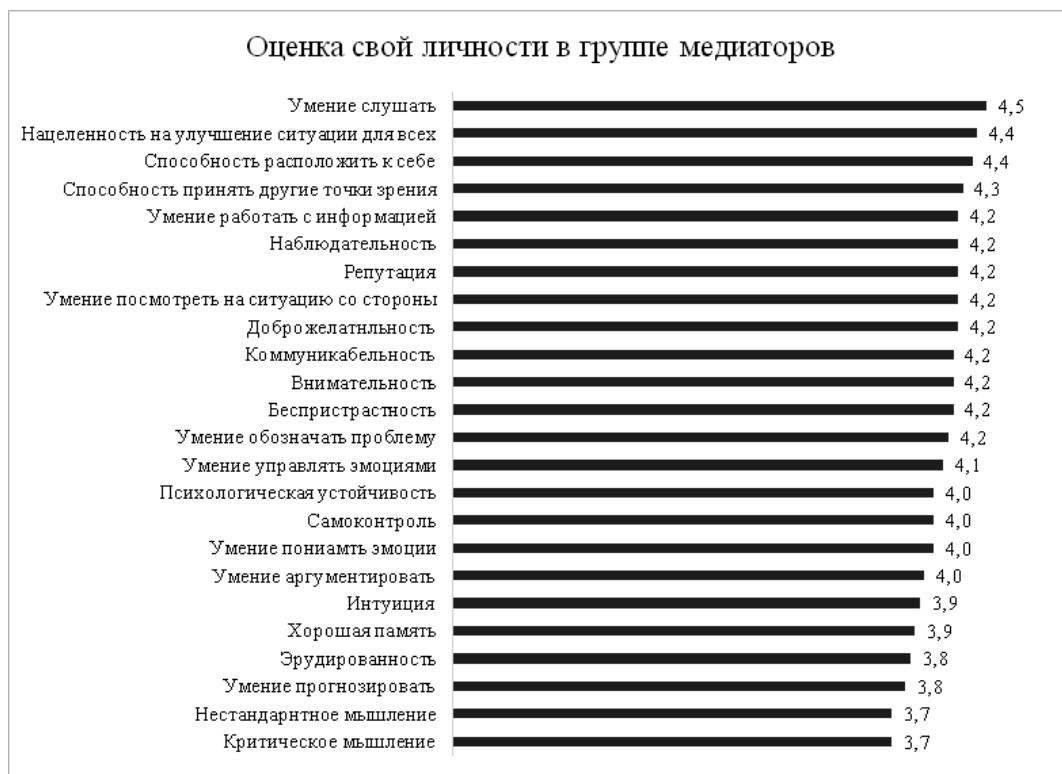 Оценка свой личности в группе медиаторов
Умение слушать 4,5
Нацеленность на улучшение ситуации для всех 4,4
Способность расположить к себе 4,4
Способность принять другие точки зрения 4,3
Умение работать с информацией 4,2
Наблюдательность 4,2
Репутация 4,2
Умение посмотреть на ситуацию со стороны 4,2
Доброжелатнльность 4,2
Коммуникабельность 4,2
Внимательность 4,2
Беспристрастность 4,2
Умение обозначать проблему 4,2
Умение управлять эмоциями 4,1
Психологическая устойчивость 4,0
Самоконтроль 4,0
Умение пониамть эмоции 4,0
Умение аргументировать 4,0
Интуиция 3,9
Хорошая память 3,9
Эрудированность 3,8
Умение прогнозировать 3,8
Нестандарнтное мышление 3,7
Критическое мышление 3,7